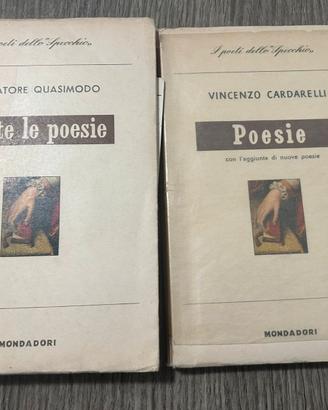 poeti dello "Specchio"
ATORE QUASIMODO
te le poesie
MONDADORI
I poeti dello "Specchio"
VINCENZO CARDARELLI
Poesie
con l'aggiunta di nuove poesie
MONDADORI